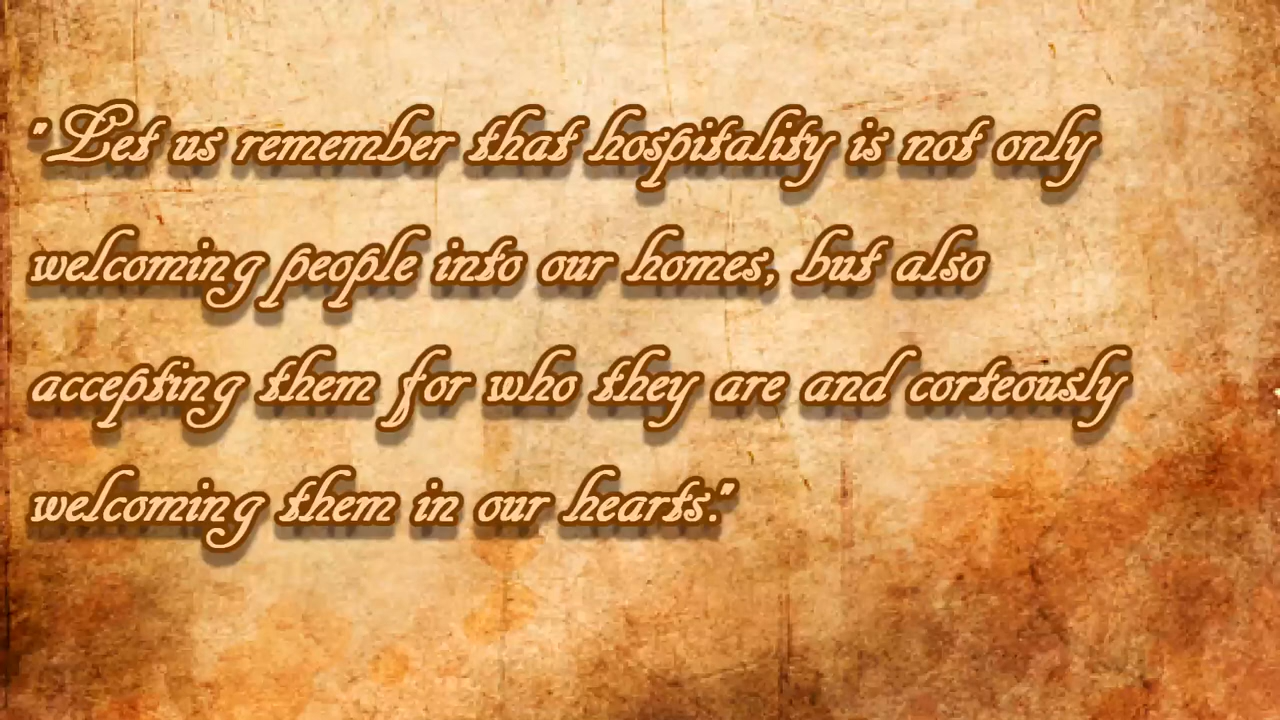 "Let us remember that hospitality is not only
welcoming people into our homes, but also
accepting them for who they are and corteously
welcoming them in our hearts."